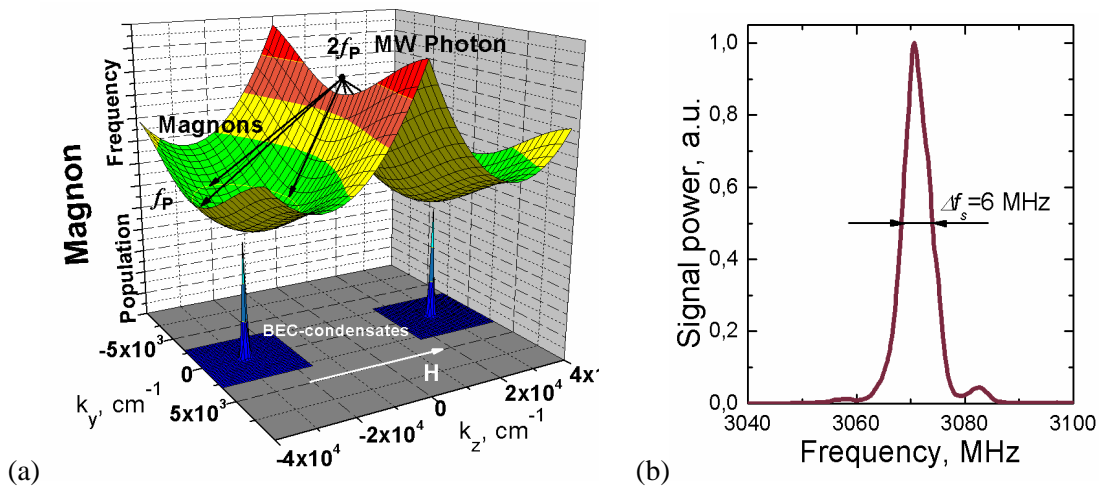 2fP MW Photon
Magnons
fP
Magnon
Frequency
Population
BEC-condensates
H
-5x10³
0
5x10³
ky, cm⁻¹
-4x10⁴
-2x10⁴
0
2x10⁴
4x1
kz, cm⁻¹
(a)
Signal power, a.u.
1,0
0,8
0,6
0,4
0,2
0,0
Δfs=6 MHz
3040
3060
3080
3100
Frequency, MHz
(b)